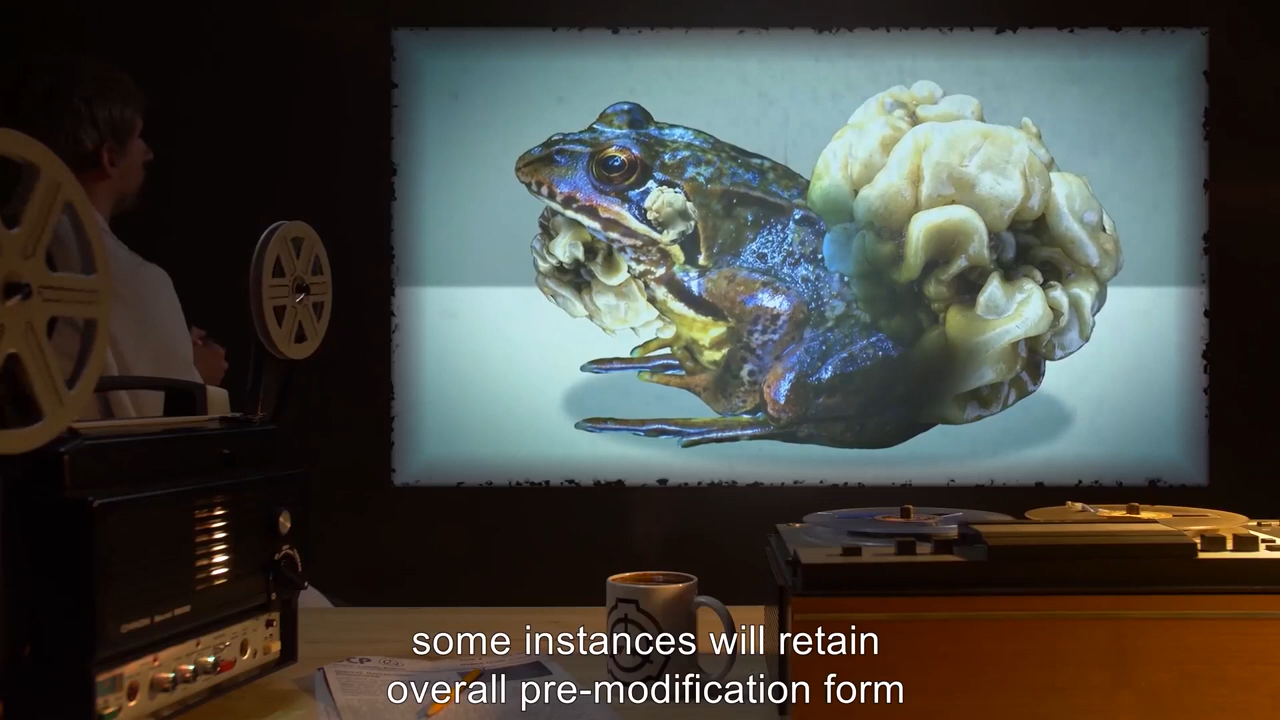 some instances will retain
overall pre-modification form